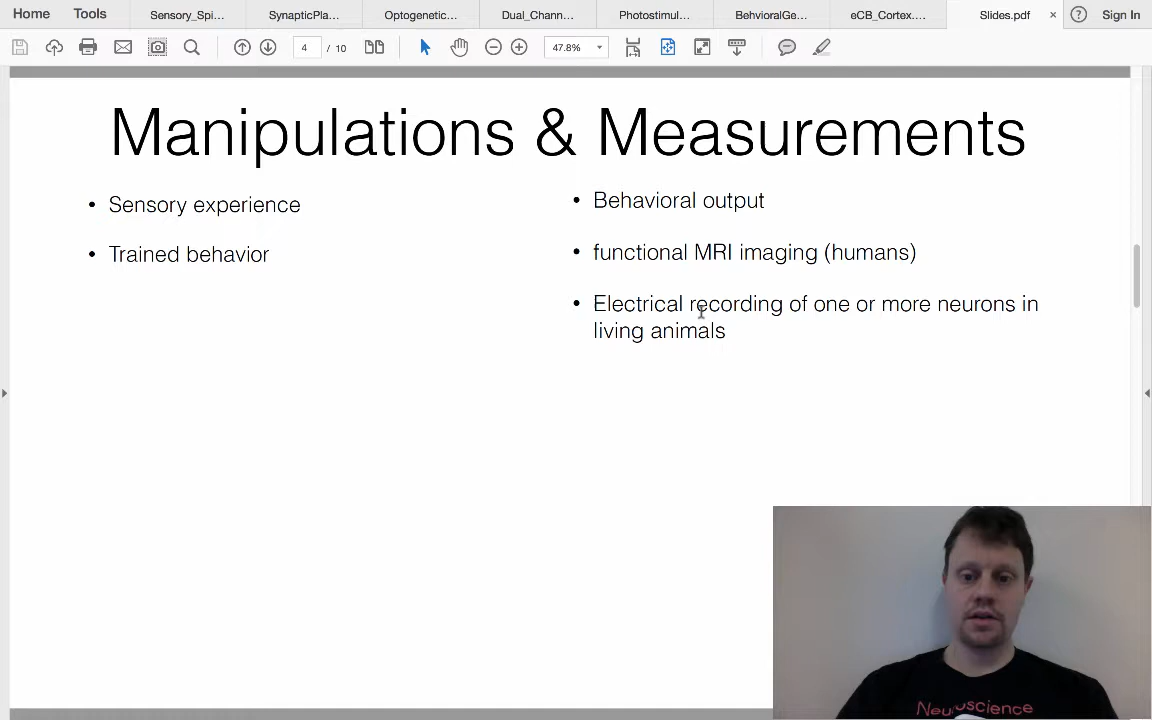 Home Tools Sensory_Spi... SynapticPla... Optogenetic... Dual_Chann... Photostimul... BehvioralGe... eCB_Cortex.... Slides.pdf × ? Sign In
4 / 10 47.8%
Manipulations & Measurements
• Sensory experience
• Trained behavior
• Behavioral output
• functional MRI imaging (humans)
• Electrical recording of one or more neurons in
living animals
Neuroscience